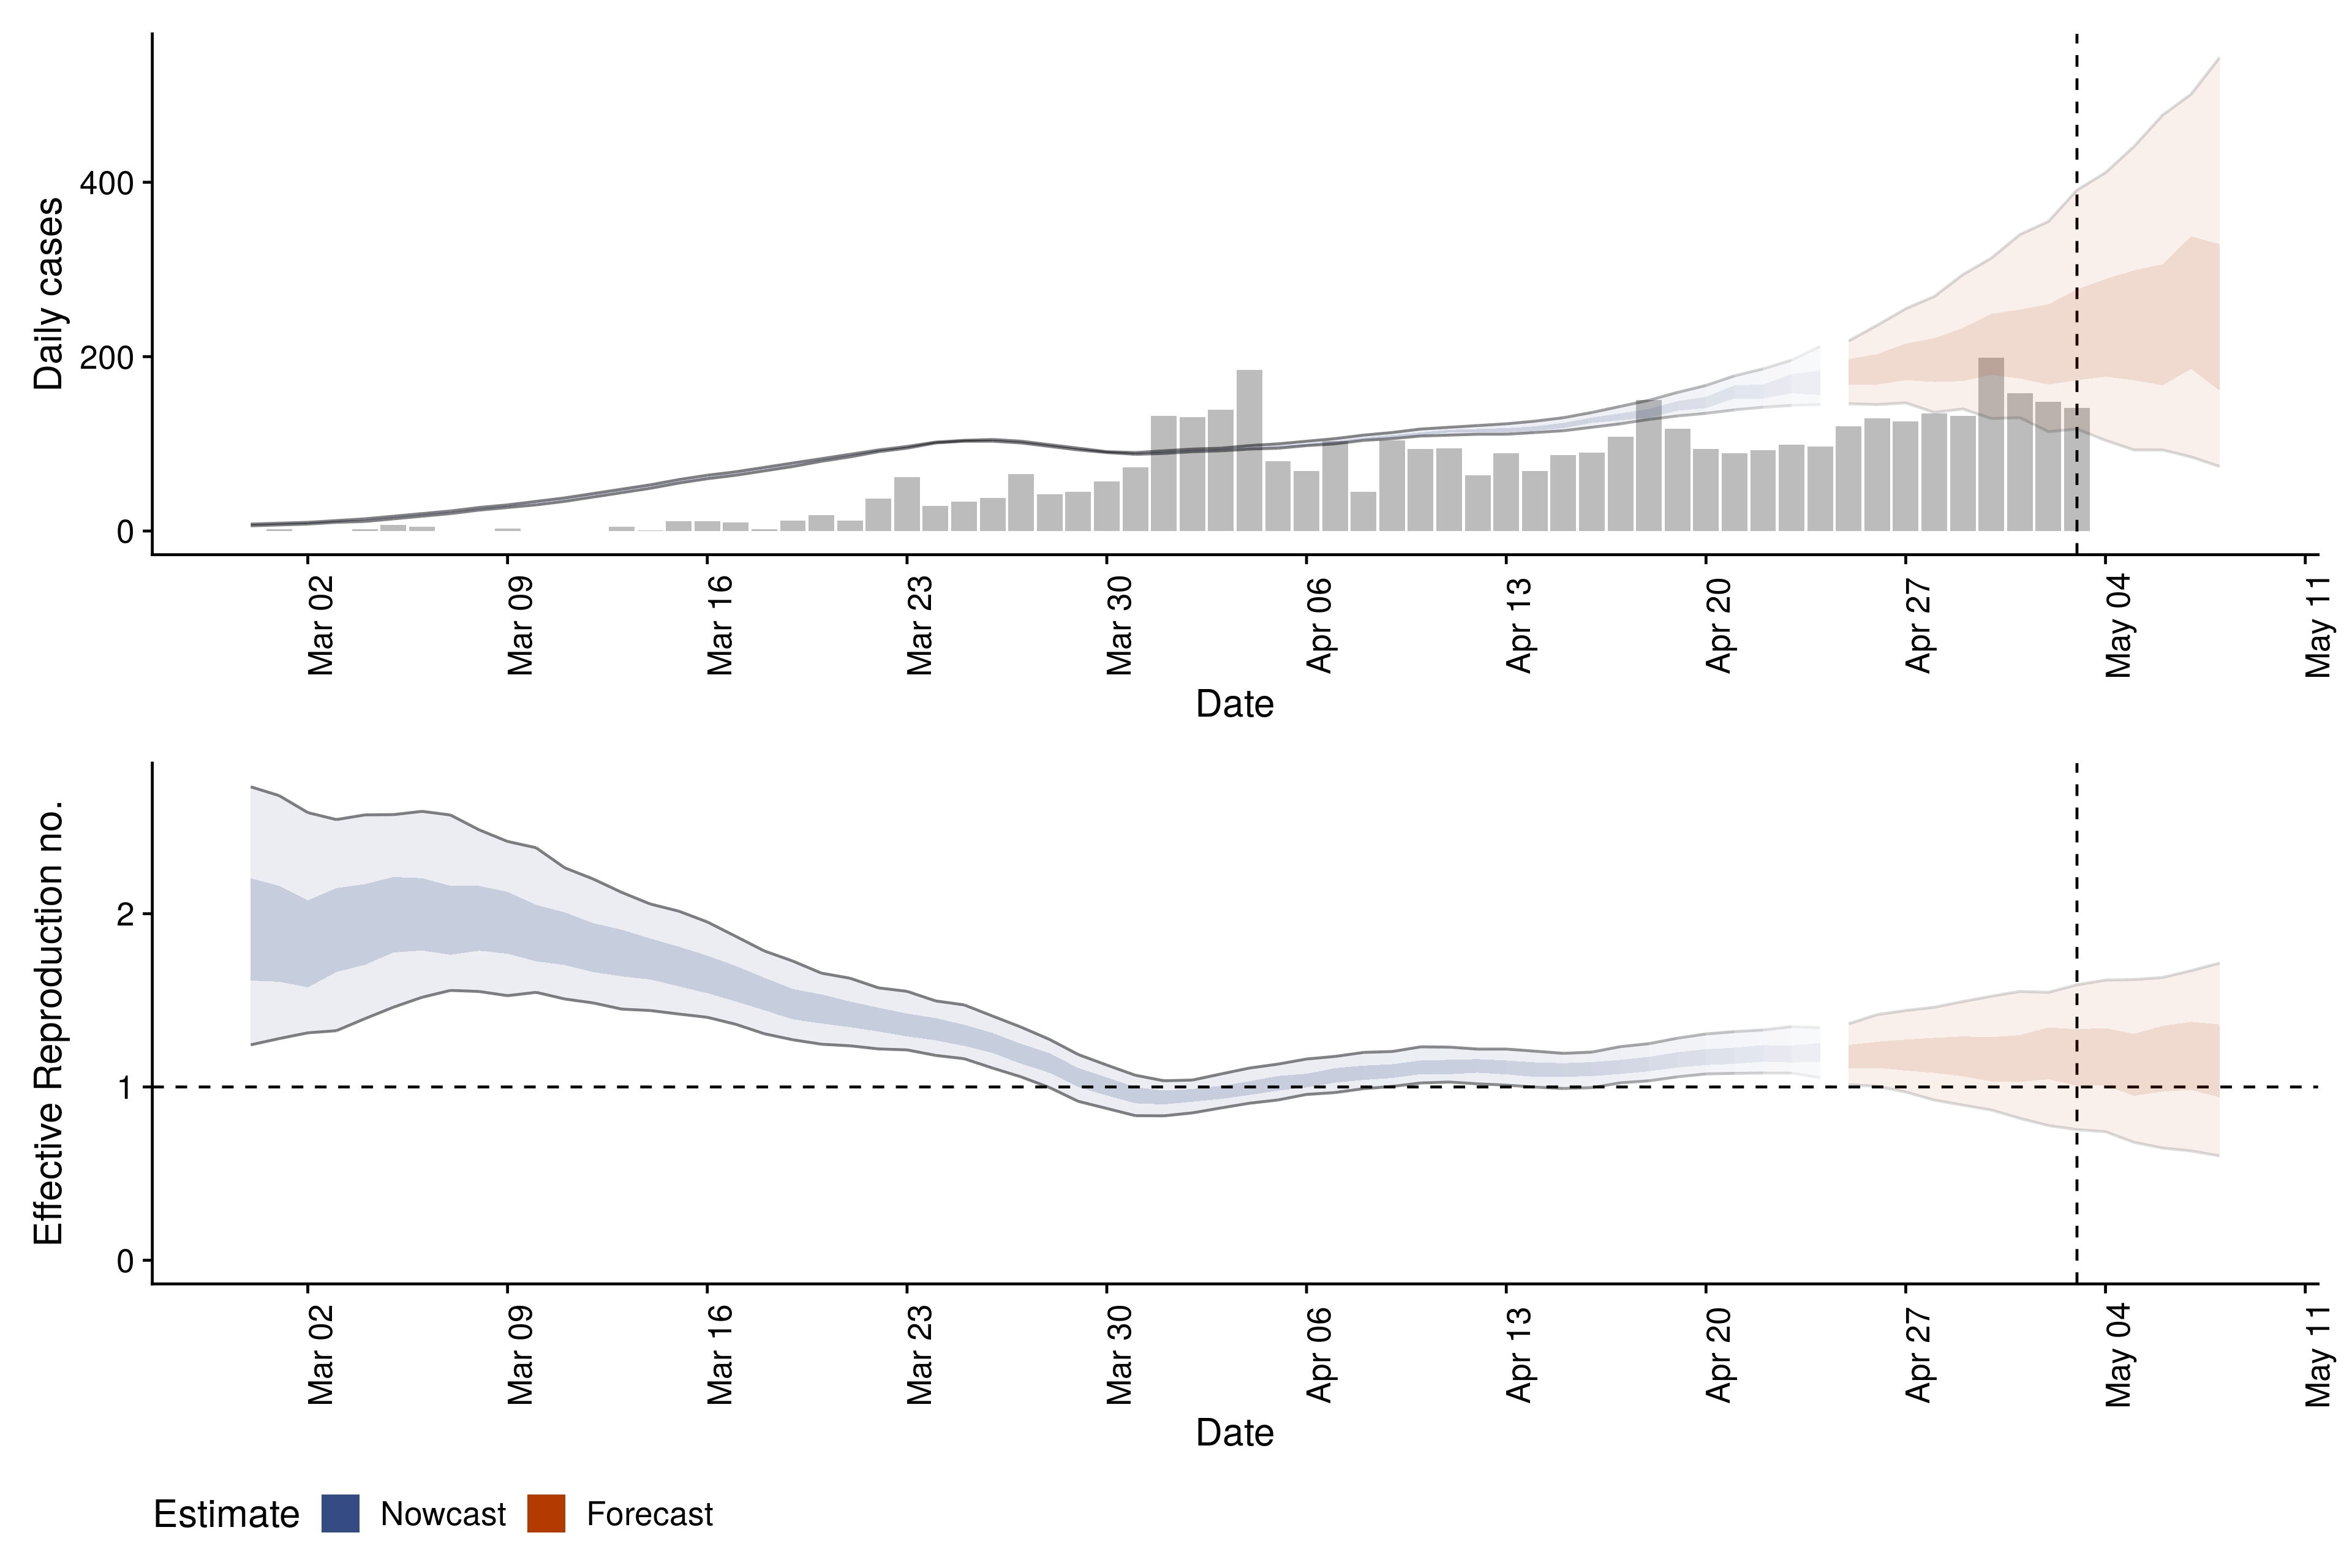 Daily cases
400
200
0
Mar 02
Mar 09
Mar 16
Mar 23
Mar 30
Apr 06
Apr 13
Apr 20
Apr 27
May 04
May 11
Date
Effective Reproduction no.
2
1
0
Mar 02
Mar 09
Mar 16
Mar 23
Mar 30
Apr 06
Apr 13
Apr 20
Apr 27
May 04
May 11
Date
Estimate Nowcast Forecast